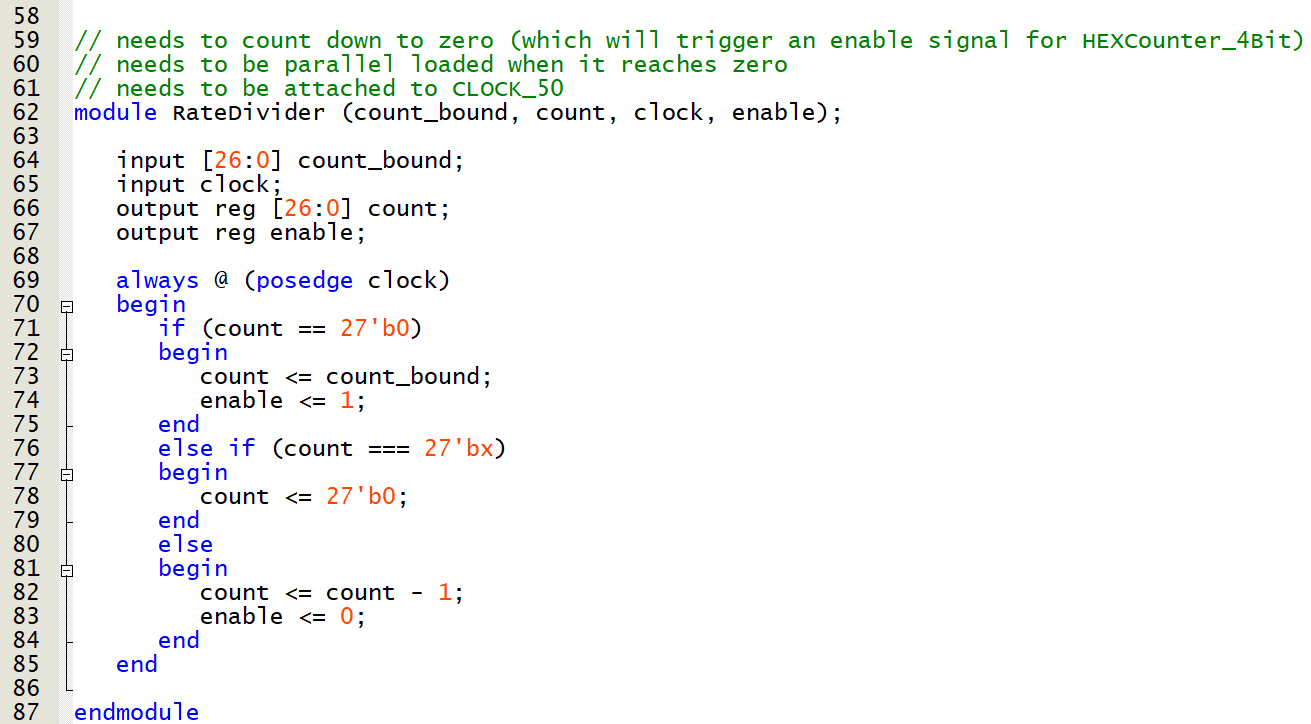 58
59 // needs to count down to zero (which will trigger an enable signal for HEXCounter_4Bit)
60 // needs to be parallel loaded when it reaches zero
61 // needs to be attached to CLOCK_50
62 module RateDivider (count_bound, count, clock, enable);
63
64 input [26:0] count_bound;
65 input clock;
66 output reg [26:0] count;
67 output reg enable;
68
69 always @ (posedge clock)
70 begin
71 if (count == 27'b0)
72 begin
73 count <= count_bound;
74 enable <= 1;
75 end
76 else if (count === 27'bx)
77 begin
78 count <= 27'b0;
79 end
80 else
81 begin
82 count <= count - 1;
83 enable <= 0;
84 end
85 end
86
87 endmodule